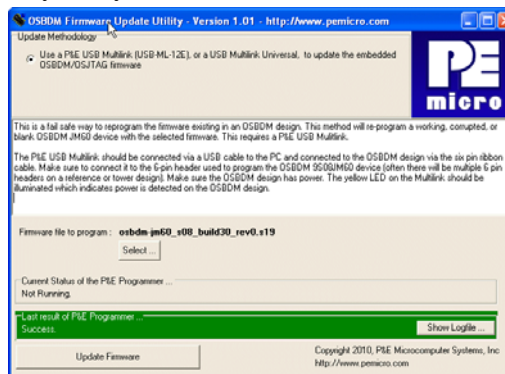 OSBDM Firmware Update Utility - Version 1.01 - http://www.pemicro.com
Update Methodology
Use a P&E USB Multilink (USB-ML-12E), or a USB Multilink Universal, to update the embedded
OSBDM/OSJTAG firmware
PE
micro
This is a fail safe way to reprogram the firmware existing in an OSBDM design. This method will re-program a working, corrupted, or
blank OSBDM JM60 device with the selected firmware. This requires a P&E USB Mulitlink.
The P&E USB Multilink should be connected via a USB cable to the PC and connected to the OSBDM design via the six pin ribbon
cable. Make sure to connect it to the 6-pin header used to program the OSBDM 9S08JM60 device (often there will be multiple 6 pin
headers on a reference or tower design). Make sure the OSBDM design has power. The yellow LED on the Multilink should be
illuminated which indicates power is detected on the OSBDM design.
Firmware file to program : osbdm-jm60_s08_build30_rev0.s19
Select ...
Current Status of the P&E Programmer ...
Not Running.
Last result of P&E Programmer ...
Success.
Show Logfile ...
Update Firmware
Copyright 2010, P&E Microcomputer Systems, Inc
http://www.pemicro.com